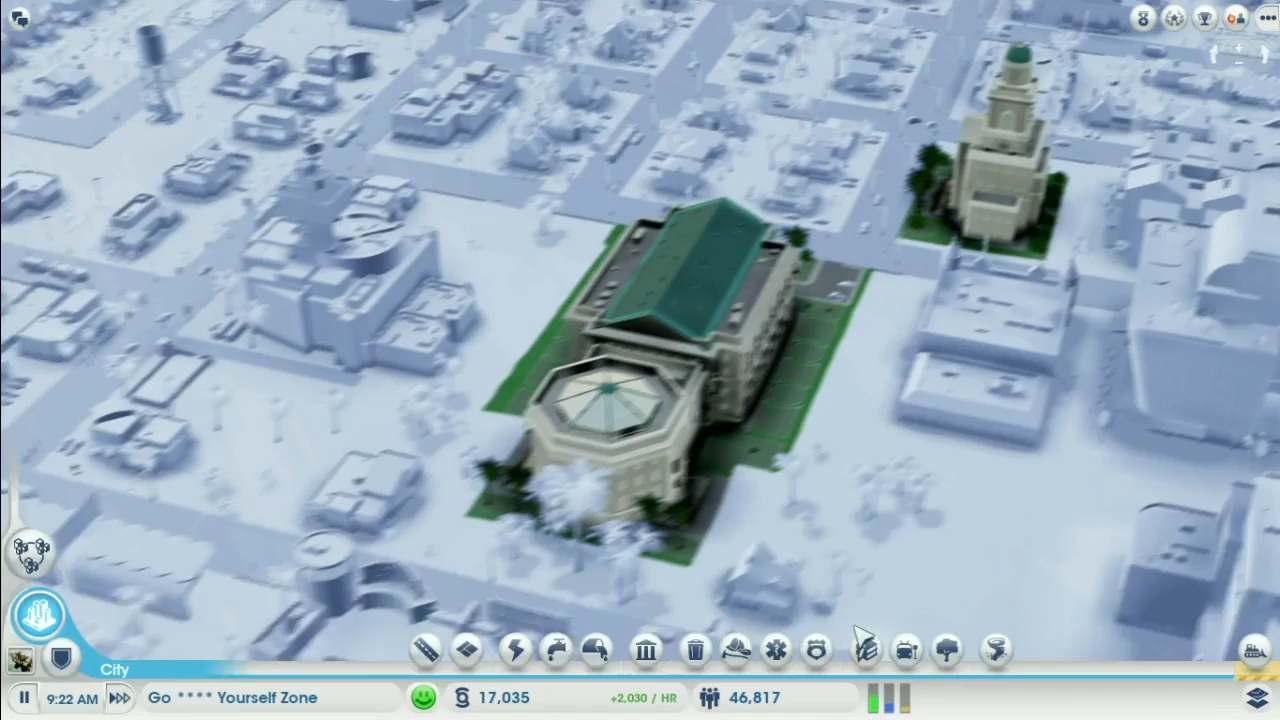 City
9:22 AM
Go **** Yourself Zone
17,035
+2,030 / HR
46,817